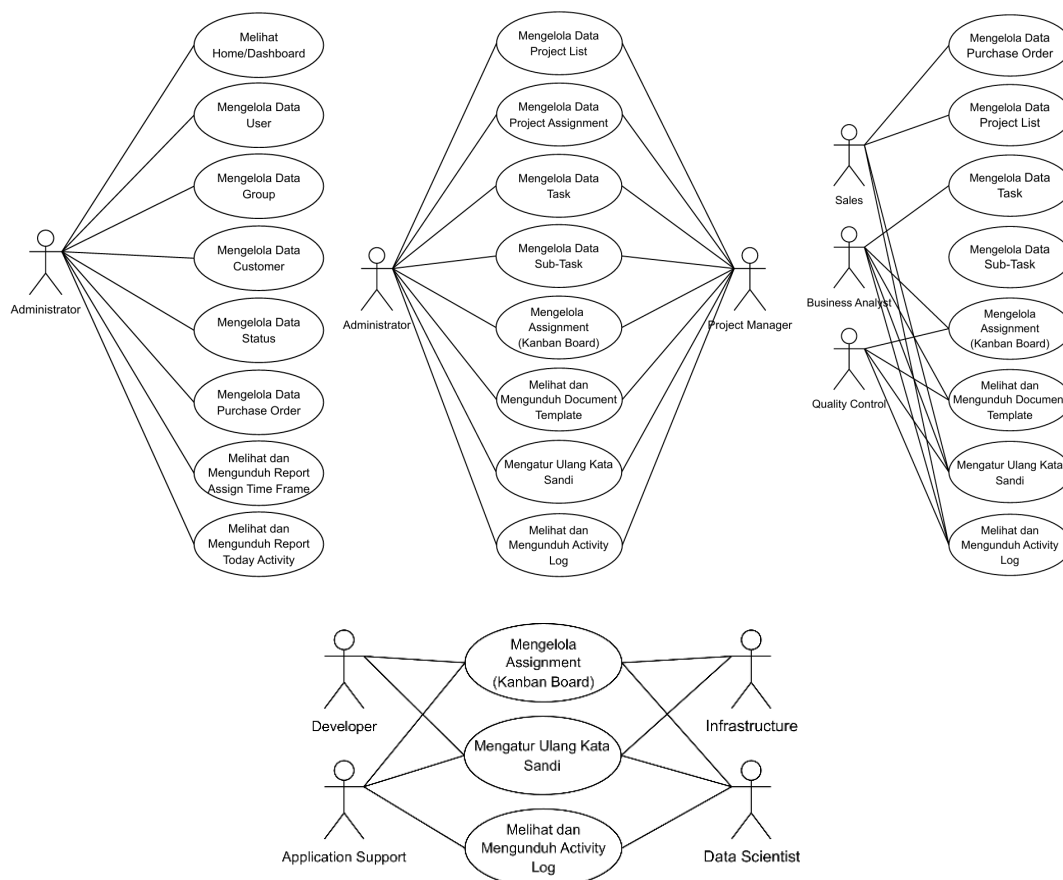 Melihat
Home/Dashboard
Mengelola Data
User
Mengelola Data
Group
Mengelola Data
Customer
Mengelola Data
Status
Mengelola Data
Purchase Order
Melihat dan
Mengunduh Report
Assign Time Frame
Melihat dan
Mengunduh Report
Today Activity
Administrator
Mengelola Data
Project List
Mengelola Data
Project Assignment
Mengelola Data
Task
Mengelola Data
Sub-Task
Mengelola
Assignment
(Kanban Board)
Melihat dan
Mengunduh Document
Template
Mengatur Ulang Kata
Sandi
Melihat dan
Mengunduh Activity
Log
Administrator
Project Manager
Sales
Business Analyst
Quality Control
Mengelola Data
Purchase Order
Mengelola Data
Project List
Mengelola Data
Task
Mengelola Data
Sub-Task
Mengelola
Assignment
(Kanban Board)
Melihat dan
Mengunduh Document
Template
Mengatur Ulang Kata
Sandi
Melihat dan
Mengunduh Activity
Log
Developer
Application Support
Mengelola
Assignment
(Kanban Board)
Mengatur Ulang Kata
Sandi
Melihat dan
Mengunduh Activity
Log
Infrastructure
Data Scientist